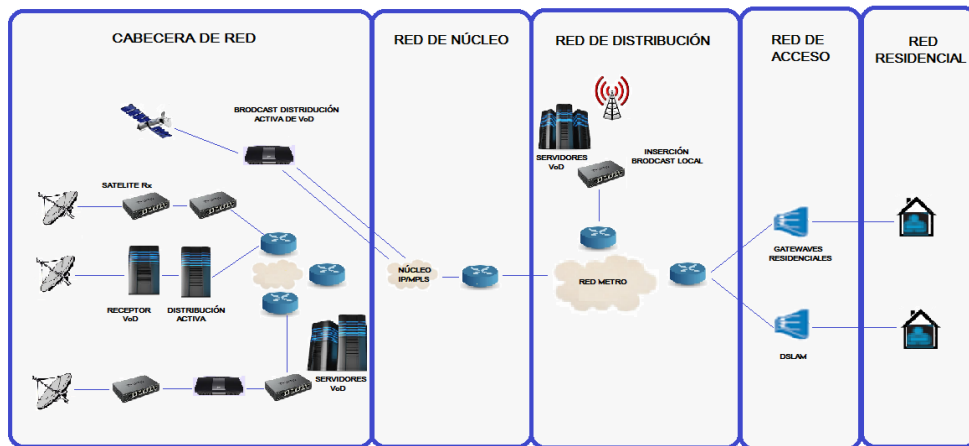 CABECERA DE RED
RED DE NÚCLEO
RED DE DISTRIBUCIÓN
RED DE
ACCESO
RED
RESIDENCIAL
BRODCAST DISTRIDUCIÓN
ACTIVA DE VoD
SERVIDORES
VoD
INSERCIÓN
BRODCAST LOCAL
SATELITE Rx
NÚCLEO
IP/MPLS
RED METRO
GATEWAVES
RESIDENCIALES
RECEPTOR
VoD
DISTRIBUCIÓN
ACTIVA
SERVIDORES
VoD
DSLAM